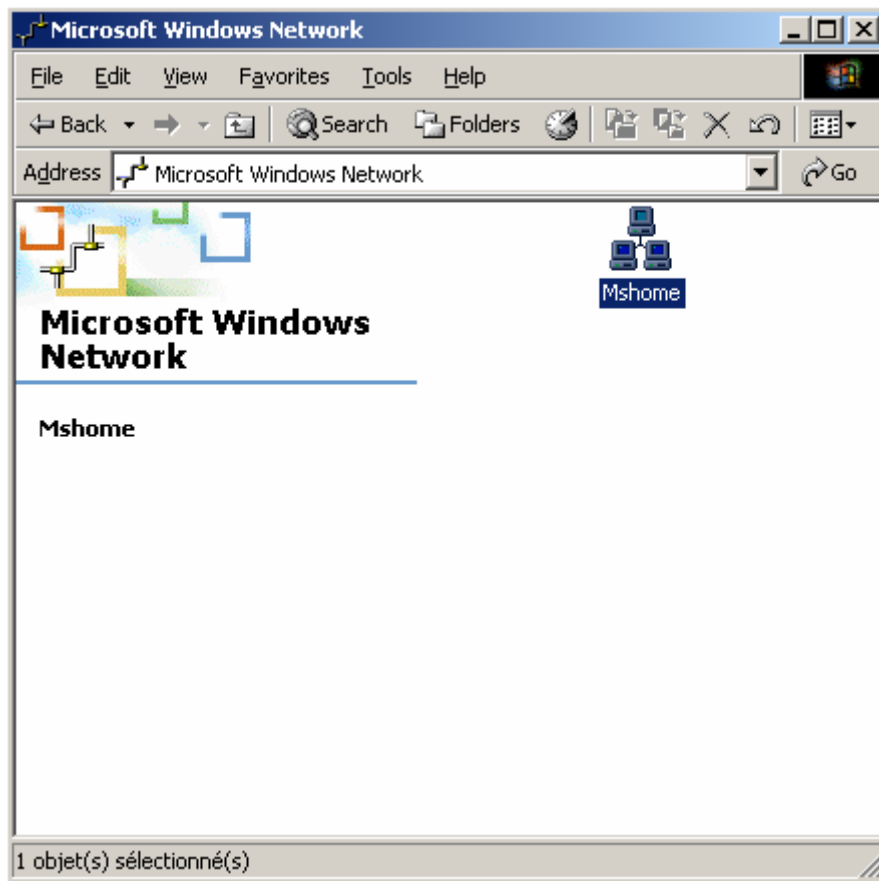 Microsoft Windows Network
File Edit View Favorites Tools Help
Back Search Folders
Address Microsoft Windows Network Go
Mshome
Microsoft Windows
Network
Mshome
1 objet(s) sélectionné(s)